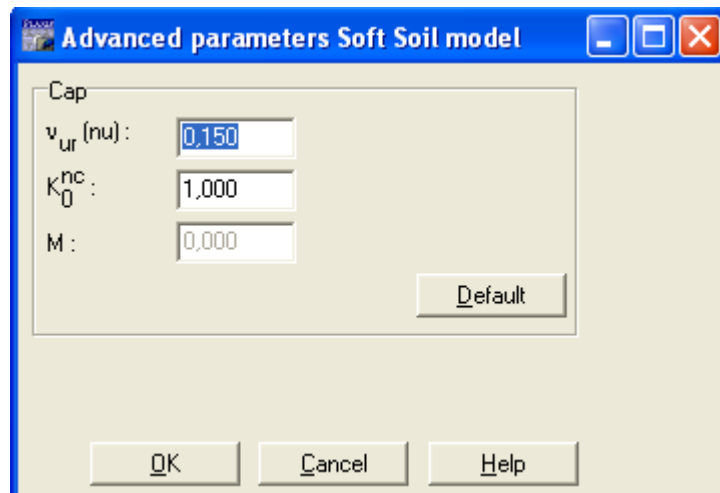 Advanced parameters Soft Soil model
Cap
νur (nu) : 0,150
K0nc : 1,000
M : 0,000
Default
OK Cancel Help